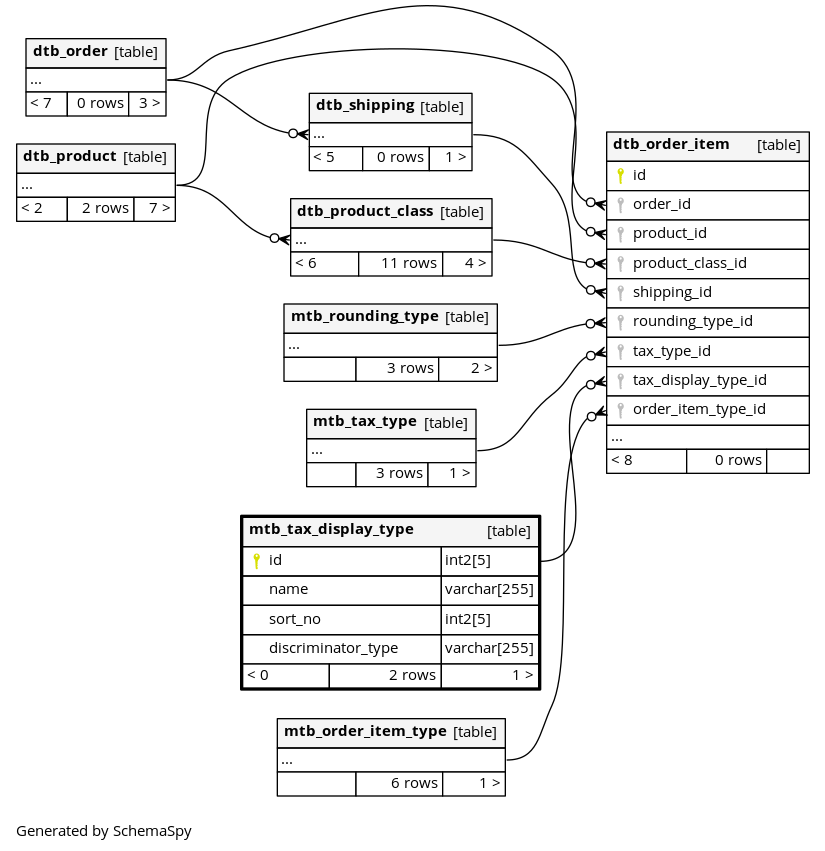 dtb_order [table]
...
< 7 0 rows 3 >
dtb_product [table]
...
< 2 2 rows 7 >
dtb_shipping [table]
...
< 5 0 rows 1 >
dtb_product_class [table]
...
< 6 11 rows 4 >
mtb_rounding_type [table]
...
3 rows 2 >
mtb_tax_type [table]
...
3 rows 1 >
mtb_tax_display_type [table]
id int2[5]
name varchar[255]
sort_no int2[5]
discriminator_type varchar[255]
< 0 2 rows 1 >
mtb_order_item_type [table]
...
6 rows 1 >
dtb_order_item [table]
id
order_id
product_id
product_class_id
shipping_id
rounding_type_id
tax_type_id
tax_display_type_id
order_item_type_id
...
< 8 0 rows
Generated by SchemaSpy